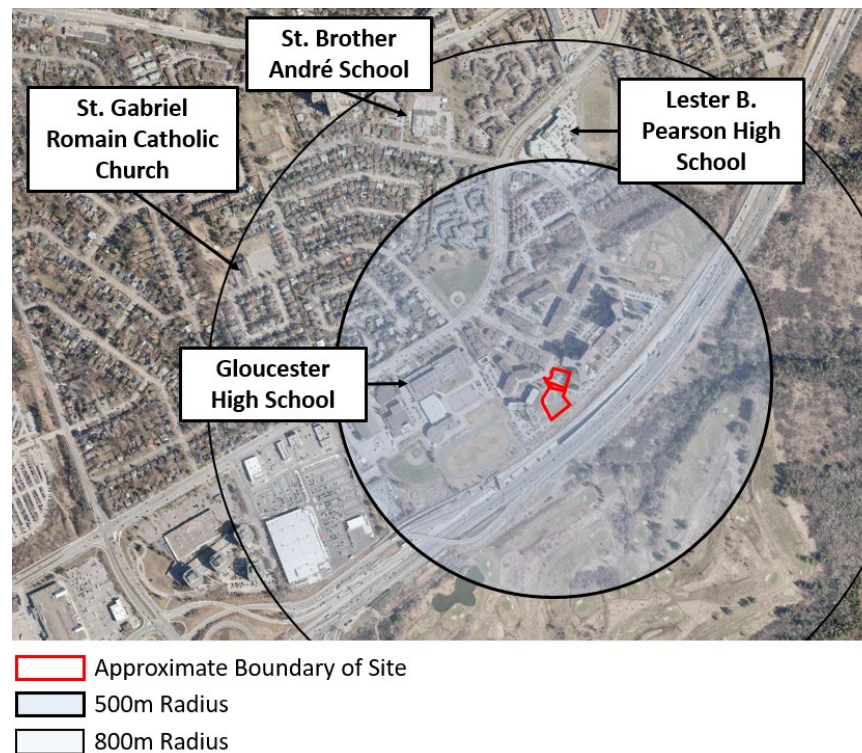 St. Brother
André School
St. Gabriel
Romain Catholic
Church
Lester B.
Pearson High
School
Gloucester
High School
Approximate Boundary of Site
500m Radius
800m Radius